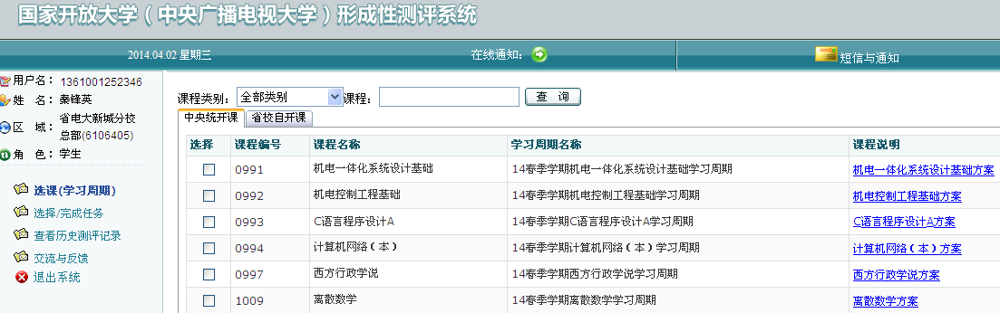 国家开放大学（中央广播电视大学）形成性测评系统
2014.04.02 星期三 在线通知： 短信与通知
用户名： 1361001252346
姓 名： 秦锋英
区 域： 省电大新城分校
总部(6106405)
角 色： 学生
选课(学习周期)
选择/完成任务
查看历史测评记录
交流与反馈
退出系统
课程类别： 全部类别 课程： 查 询
中央统开课 省校自开课
选择 课程编号 课程名称 学习周期名称 课程说明
0991 机电一体化系统设计基础 14春季学期机电一体化系统设计基础学习周期 机电一体化系统设计基础方案
0992 机电控制工程基础 14春季学期机电控制工程基础学习周期 机电控制工程基础方案
0993 C语言程序设计A 14春季学期C语言程序设计A学习周期 C语言程序设计A方案
0994 计算机网络（本） 14春季学期计算机网络（本）学习周期 计算机网络（本）方案
0997 西方行政学说 14春季学期西方行政学说学习周期 西方行政学说方案
1009 离散数学 14春季学期离散数学学习周期 离散数学方案